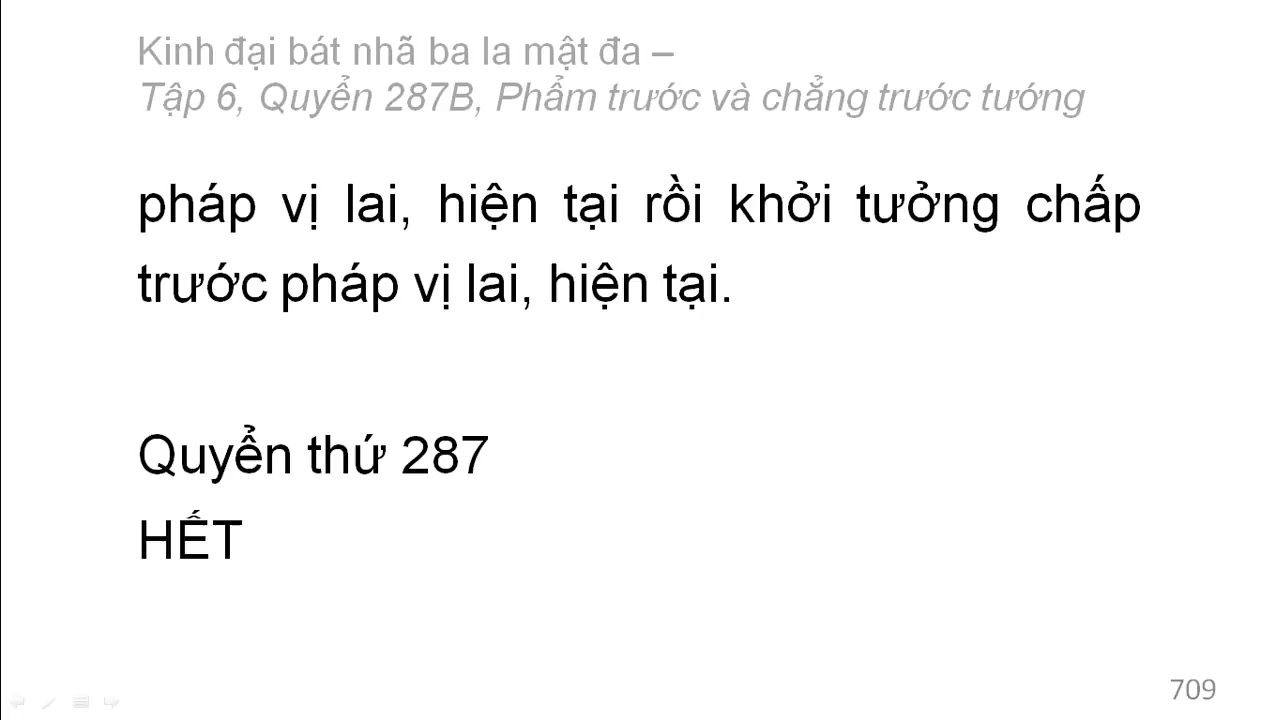 Kinh đại bát nhã ba la mật đa –
Tập 6, Quyển 287B, Phẩm trước và chẳng trước tướng
pháp vị lai, hiện tại rồi khởi tưởng chấp
trước pháp vị lai, hiện tại.
Quyển thứ 287
HẾT
709